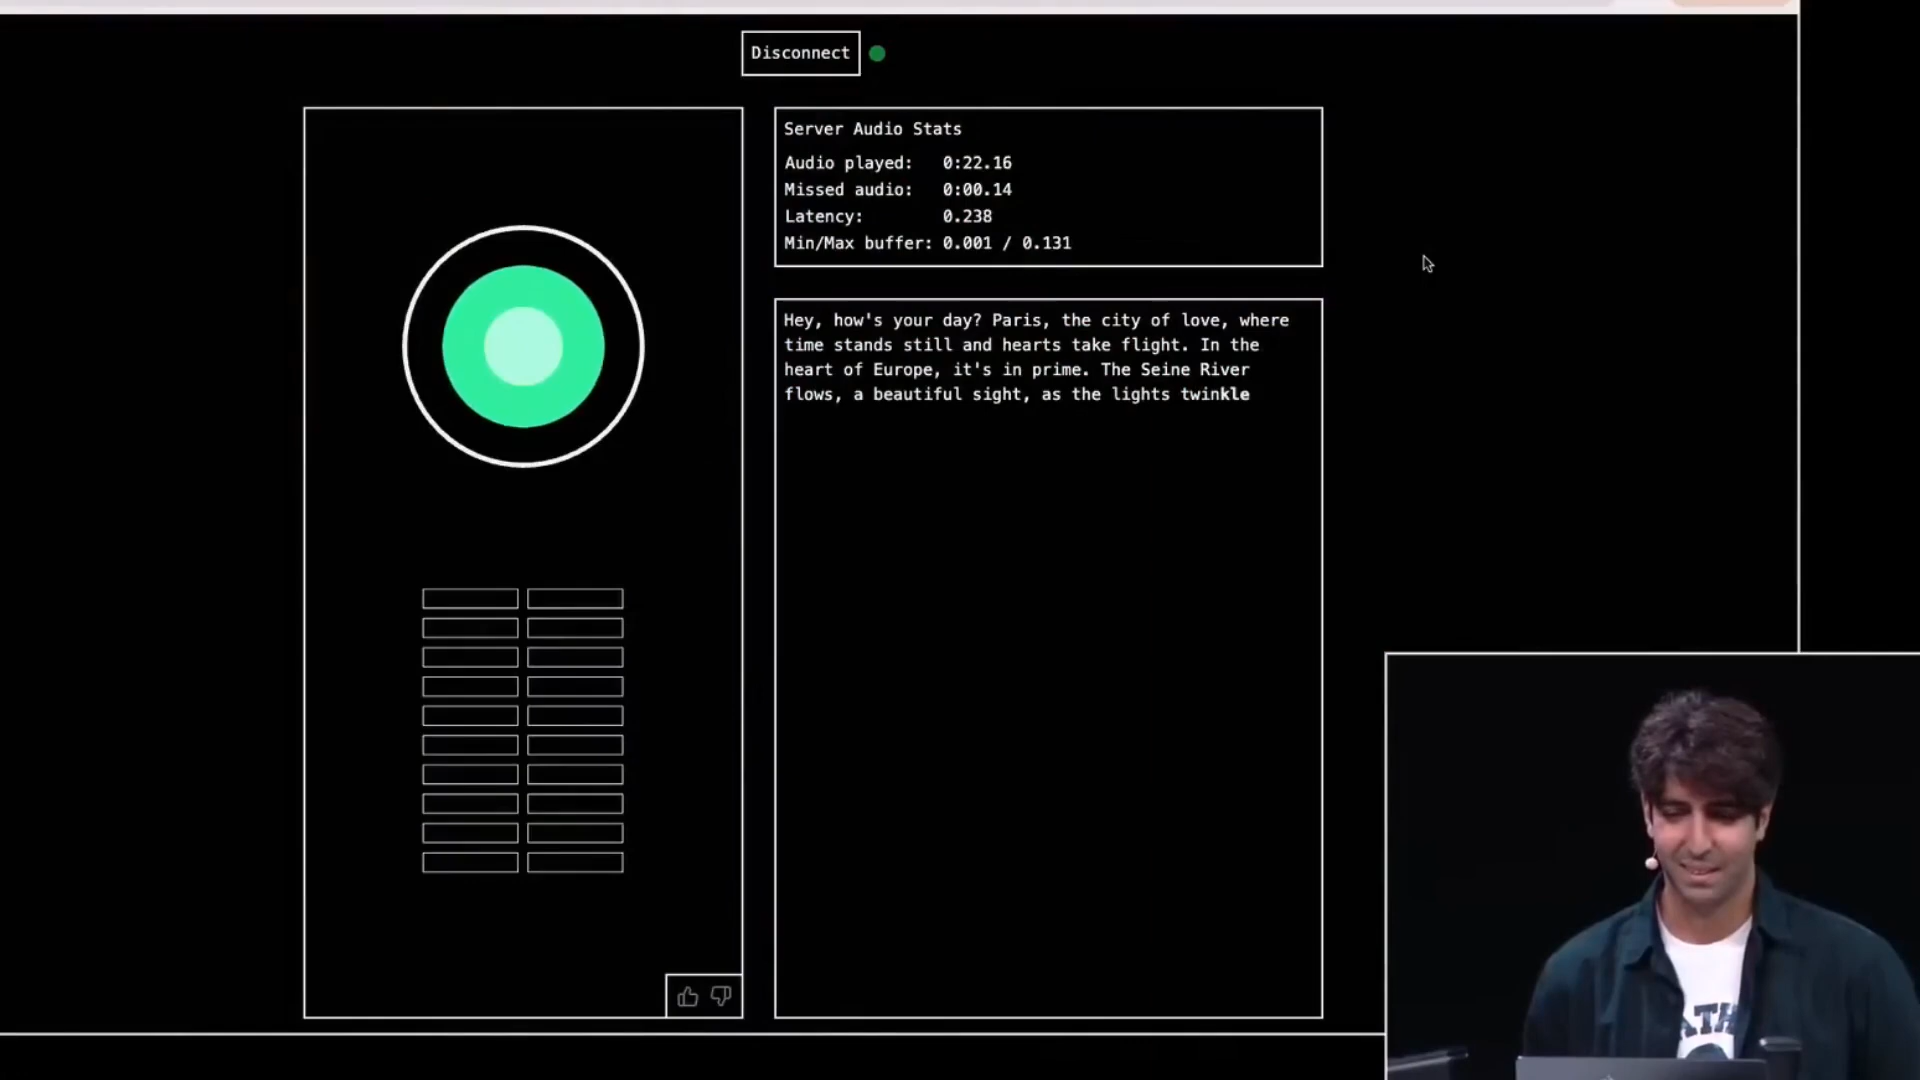 Disconnect
Server Audio Stats
Audio played: 0:22.16
Missed audio: 0:00.14
Latency: 0.238
Min/Max buffer: 0.001 / 0.131
Hey, how's your day? Paris, the city of love, where
time stands still and hearts take flight. In the
heart of Europe, it's in prime. The Seine River
flows, a beautiful sight, as the lights twinkle
ATH